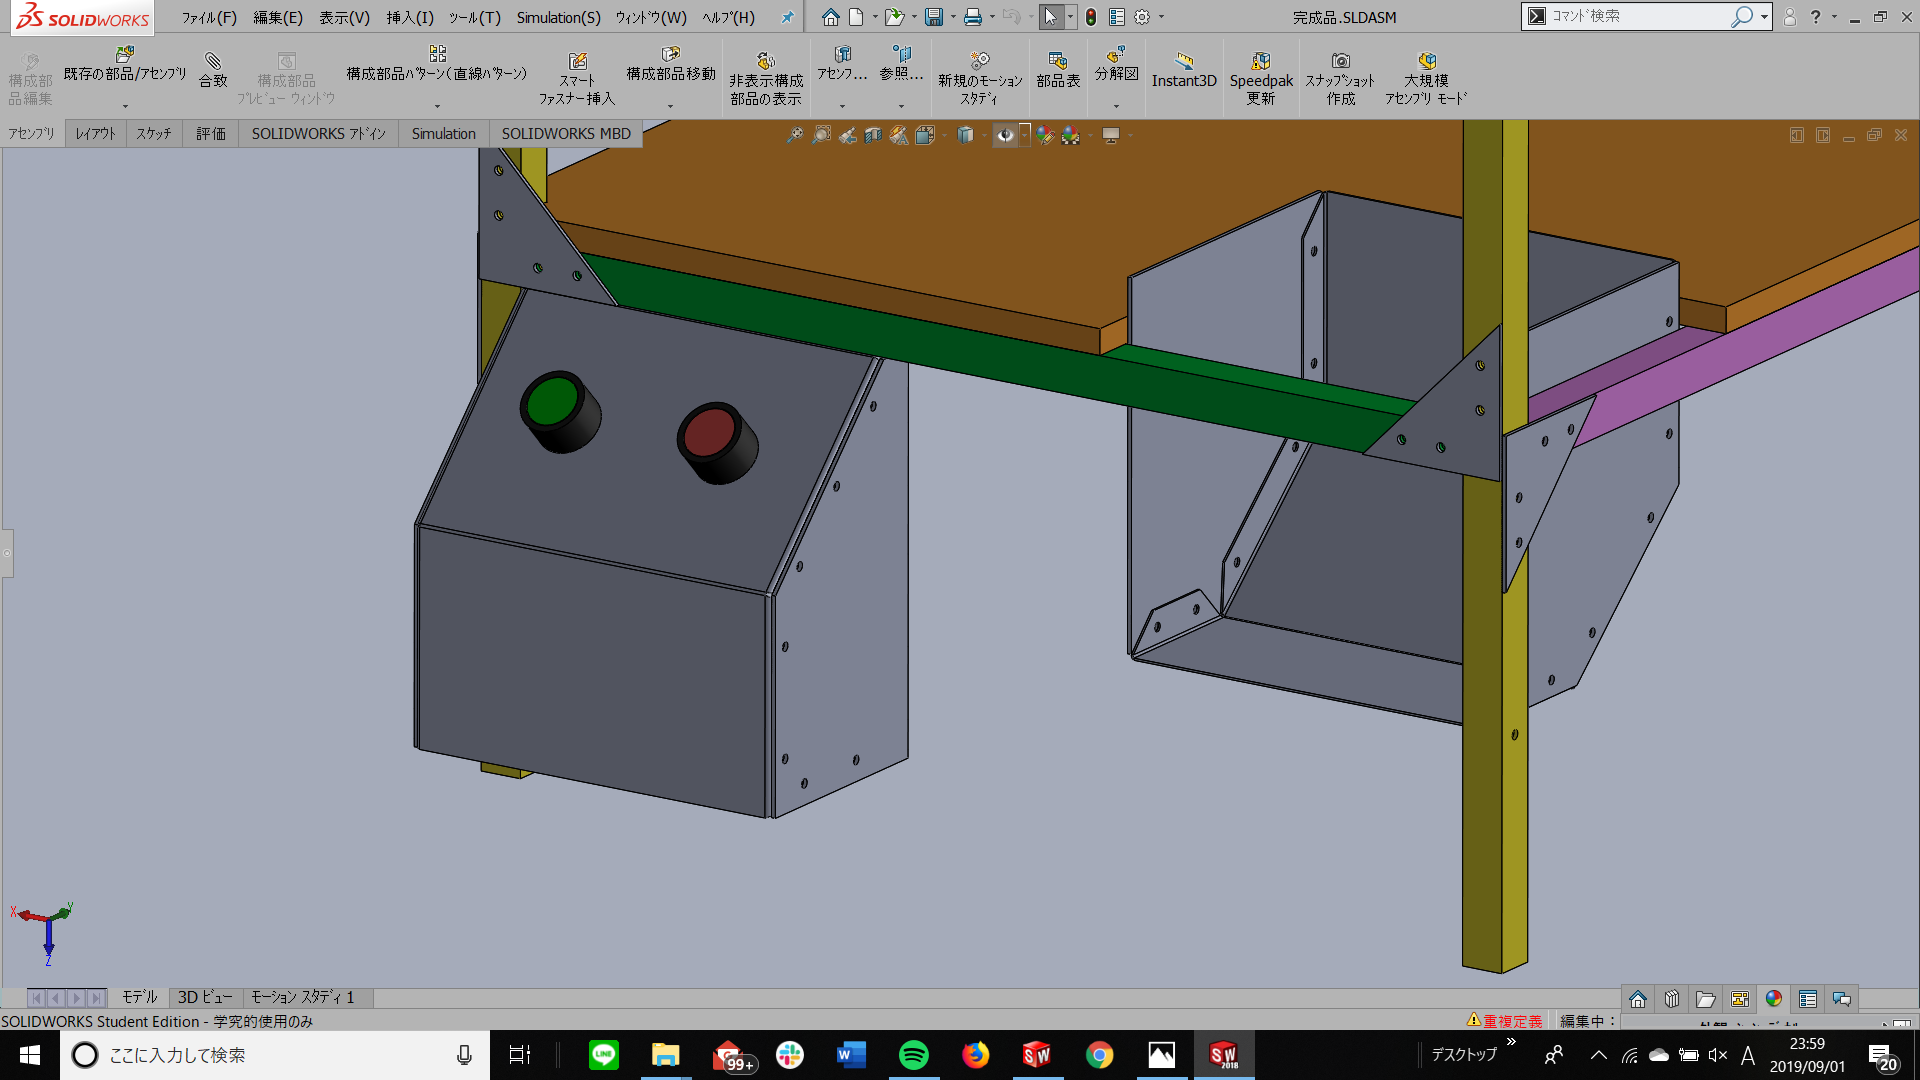 SOLIDWORKS
ファイル(F) 編集(E) 表示(V) 挿入(I) ツール(T) Simulation(S) ウィンドウ(W) ヘルプ(H)
完成品.SLDASM
コマンド検索
構成部品編集
既存の部品/アセンブリ
合致
構成部品プレビュー ウィンドウ
構成部品パターン(直線パターン)
スマート ファスナー挿入
構成部品移動
非表示構成部品の表示
アセンブ...
参照...
新規のモーション スタディ
部品表
分解図
Instant3D
Speedpak 更新
スナップショット 作成
大規模 アセンブリ モード
アセンブリ レイアウト スケッチ 評価 SOLIDWORKS アドイン Simulation SOLIDWORKS MBD
X Y
Z
モデル 3D ビュー モーション スタディ 1
SOLIDWORKS Student Edition - 学究的使用のみ
重複定義 編集中 :
ここに入力して検索
LINE
99+
SW
SW 2018
デスクトップ
A
23:59
2019/09/01
20